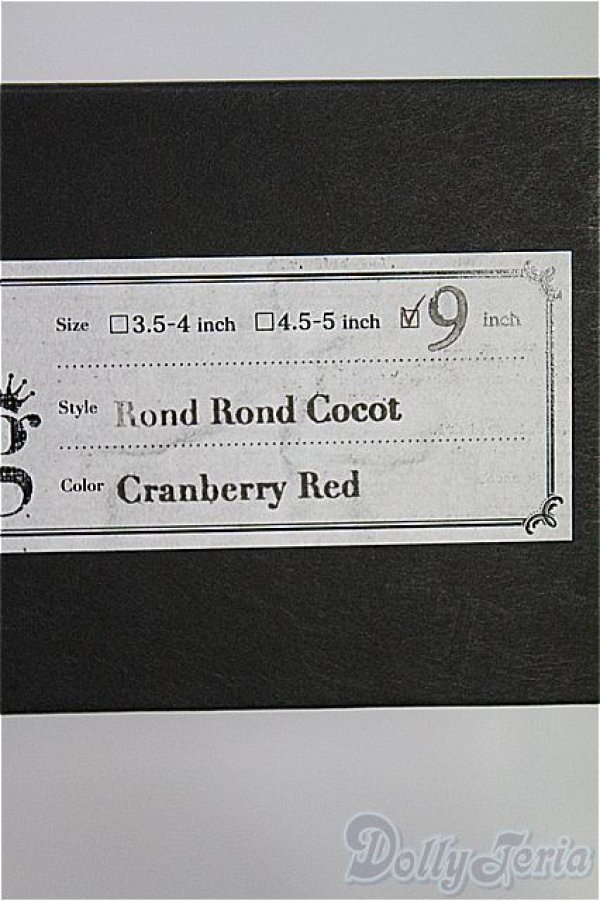 Size ☐3.5-4 inch ☐4.5-5 inch ☑9 inch
Style Rond Rond Cocot
Color Cranberry Red
DollyTeria